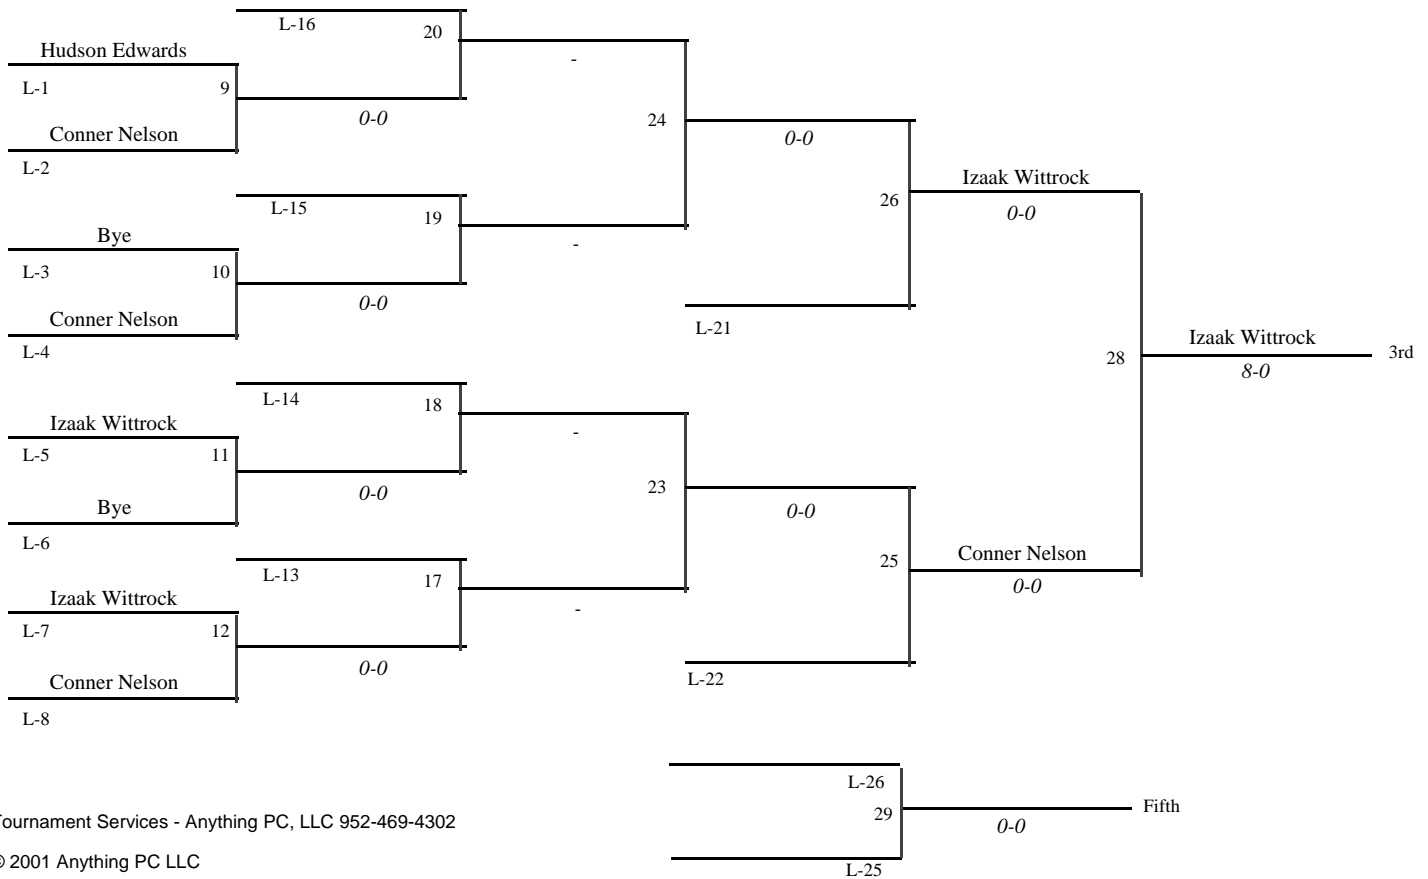 L-16
20
Hudson Edwards
-
L-1
9
0-0
24
Conner Nelson
0-0
L-2
Izaak Wittrock
26
L-15
0-0
19
Bye
-
L-3
10
0-0
Conner Nelson
L-21
Izaak Wittrock
L-4
28
3rd
8-0
L-14
18
Izaak Wittrock
-
L-5
11
23
0-0
Bye
0-0
L-6
Conner Nelson
25
L-13
17
0-0
Izaak Wittrock
-
L-7
12
0-0
Conner Nelson
L-22
L-8
L-26
Fifth
29
0-0
Tournament Services - Anything PC, LLC 952-469-4302
© 2001 Anything PC LLC
L-25